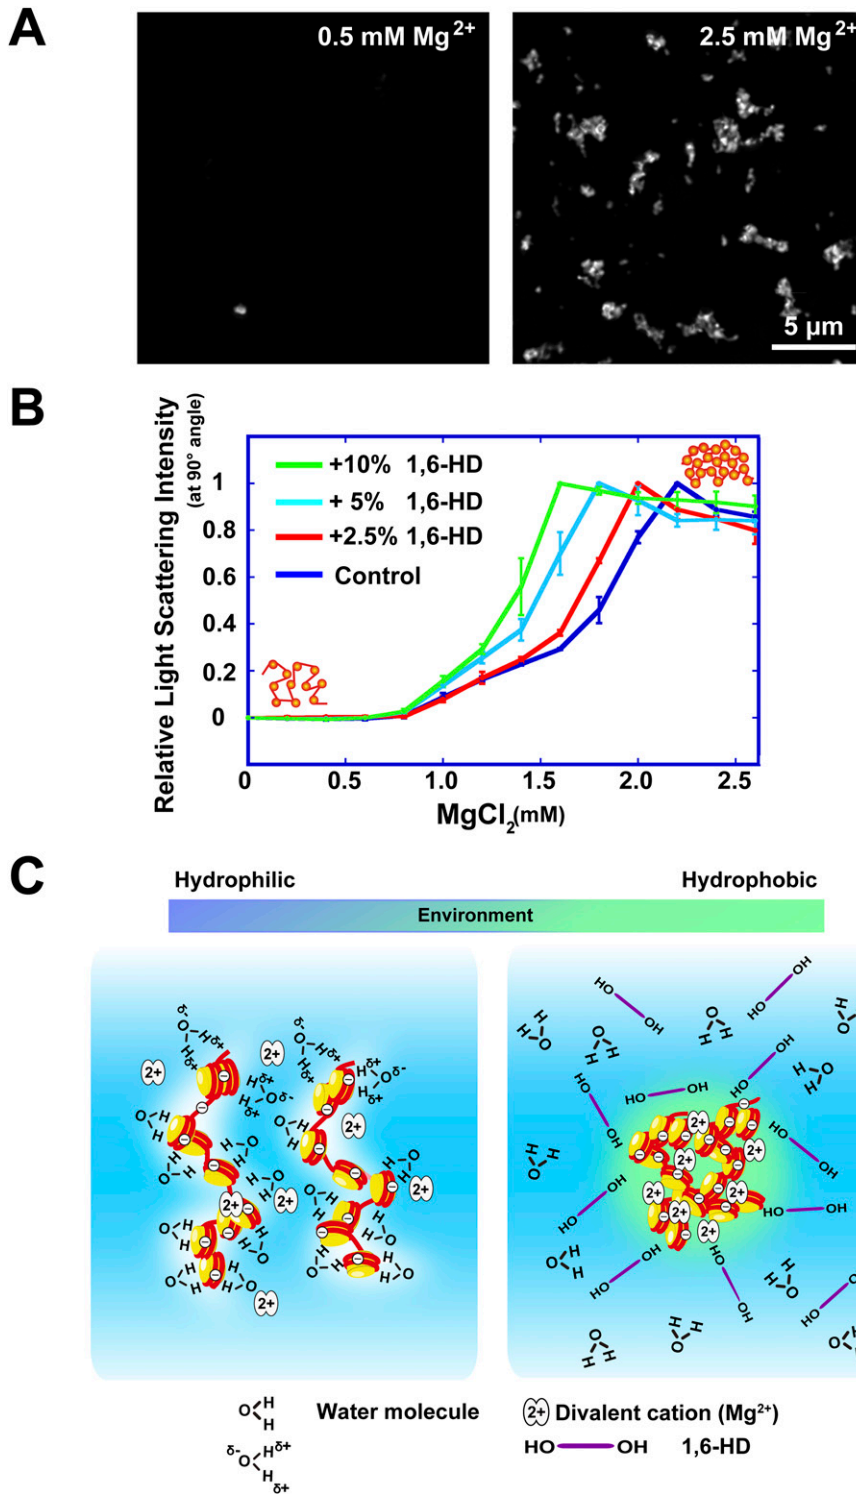 A
0.5 mM Mg²⁺
2.5 mM Mg²⁺
5 µm
B
Relative Light Scattering Intensity
(at 90° angle)
+10% 1,6-HD
+ 5% 1,6-HD
+2.5% 1,6-HD
Control
1
0.8
0.6
0.4
0.2
0
0 0.5 1.0 1.5 2.0 2.5
MgCl₂(mM)
C
Hydrophilic
Hydrophobic
Environment
Water molecule
2+ Divalent cation (Mg²⁺)
HO OH 1,6-HD